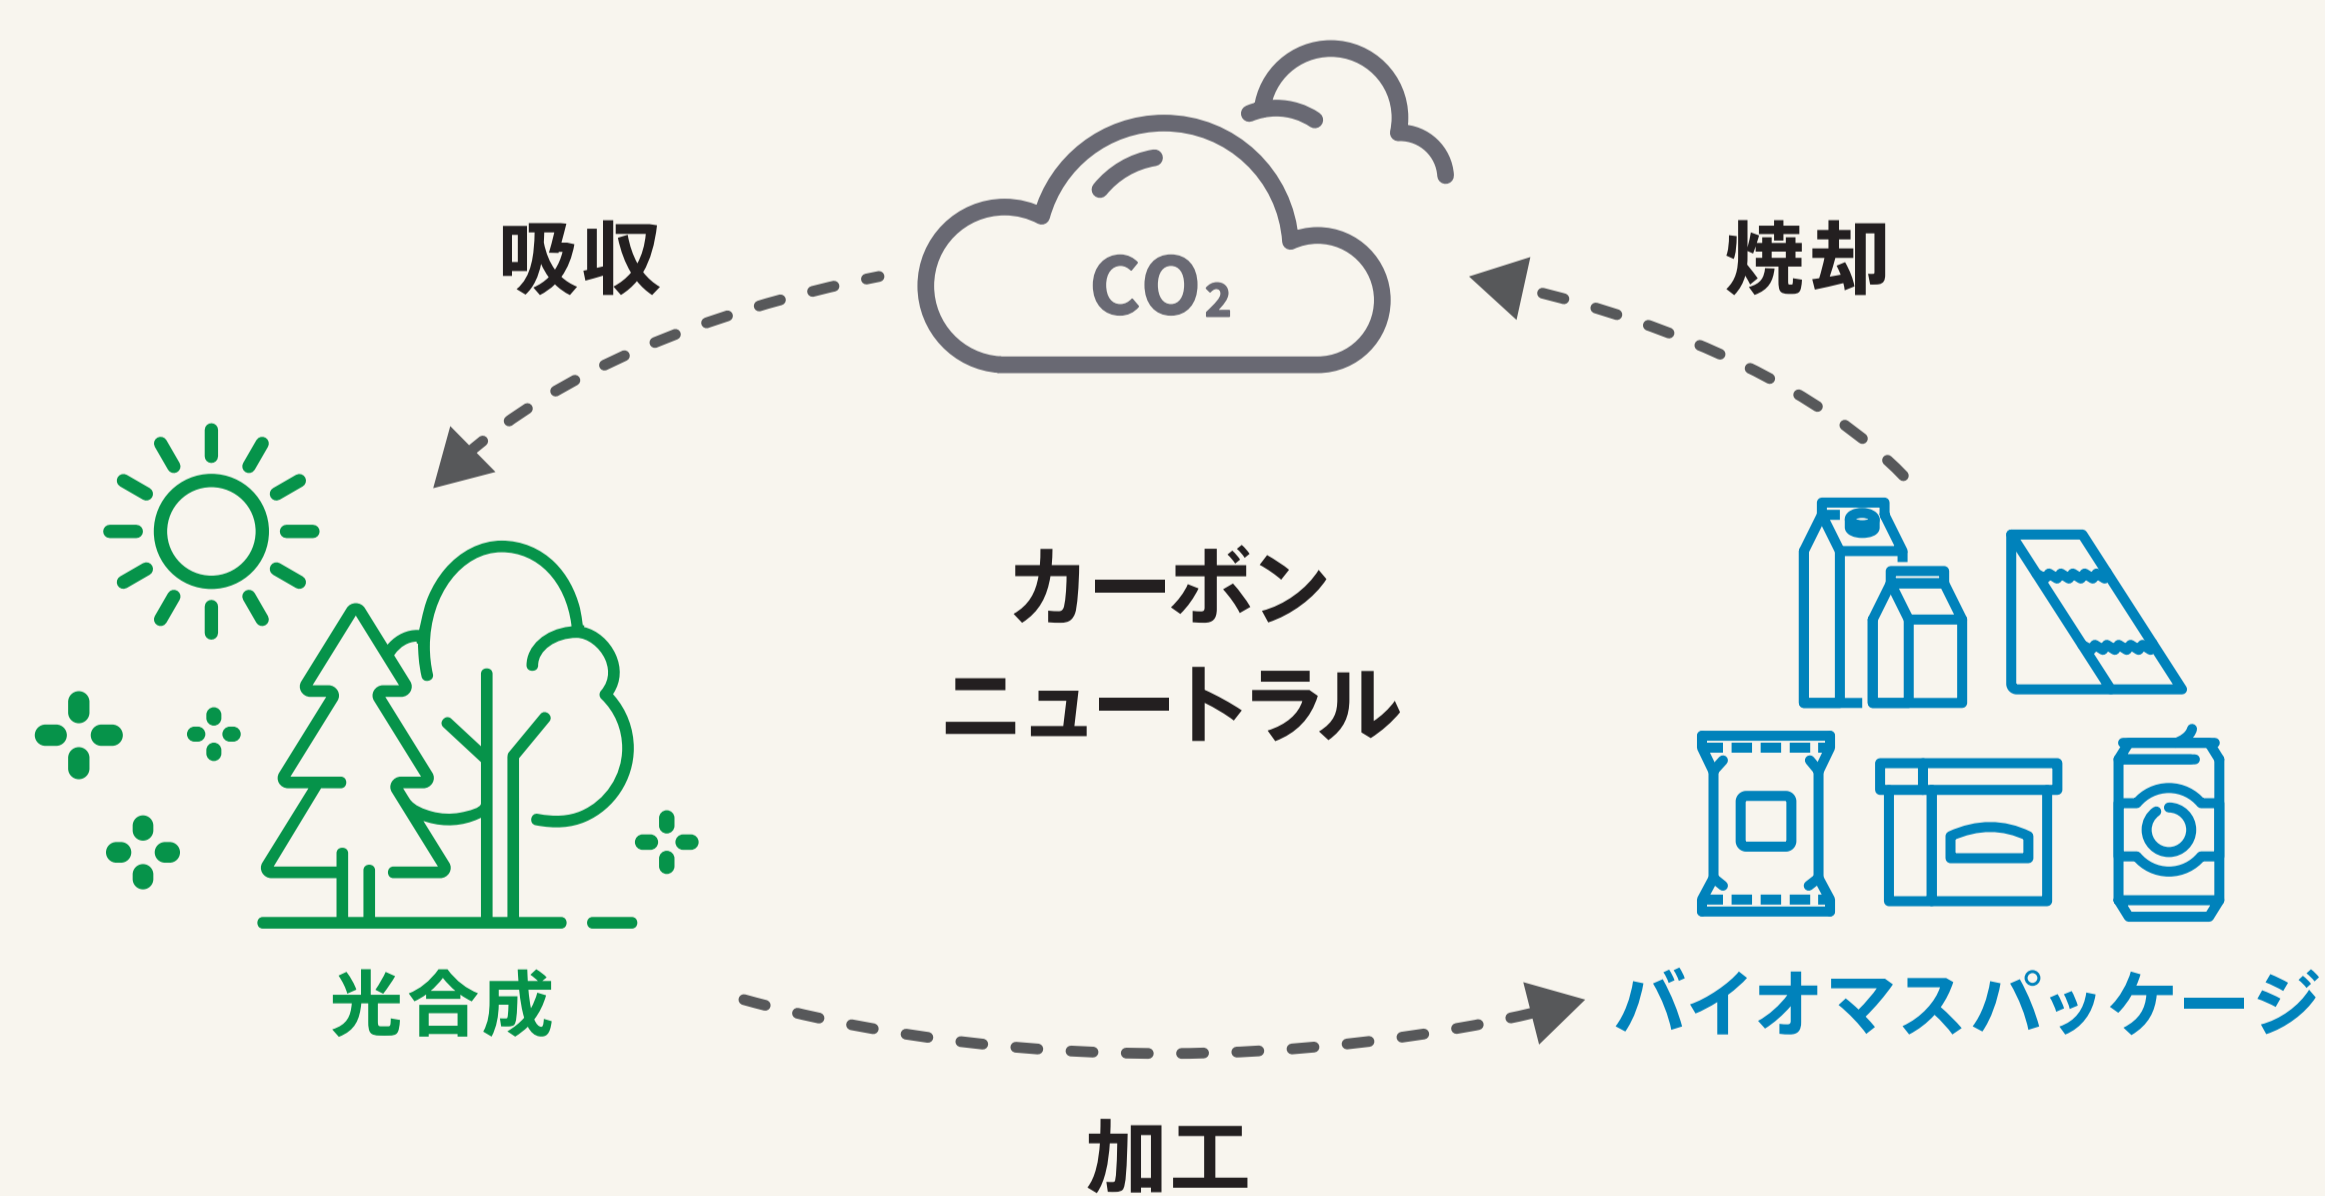 吸収
CO₂
焼却
カーボン
ニュートラル
光合成
バイオマスパッケージ
加工